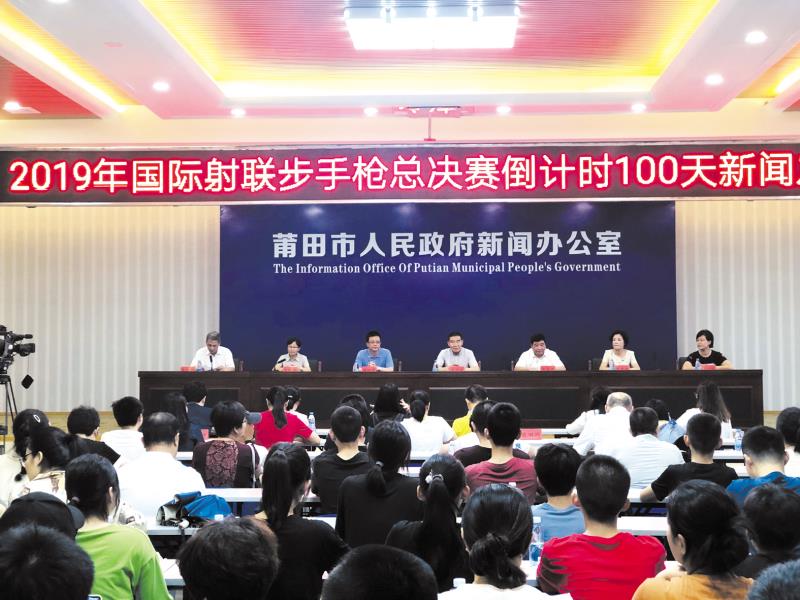 2019年国际射联步手枪总决赛倒计时100天新闻
莆田市人民政府新闻办公室
The Information Office Of Putian Municipal People's Government